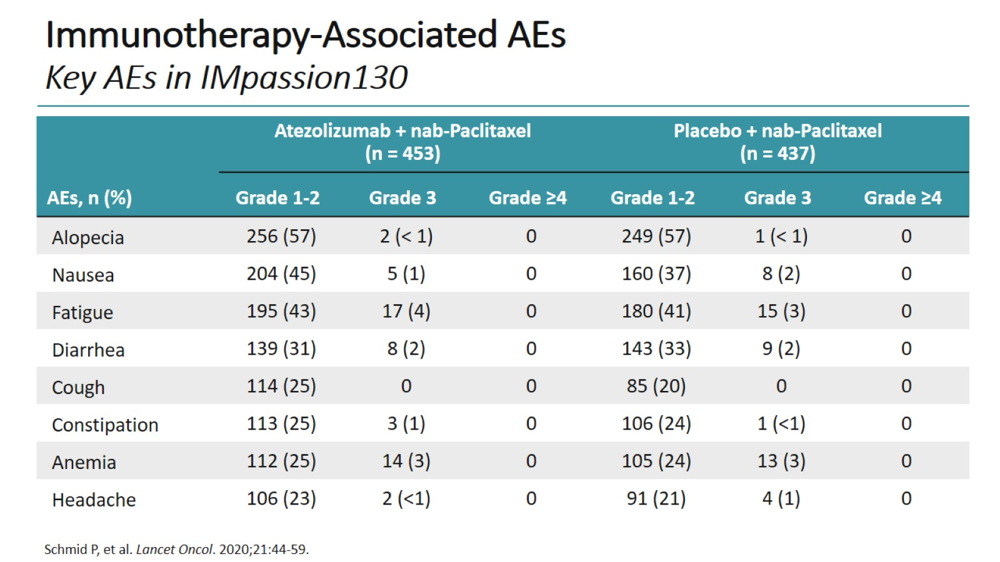 Immunotherapy-Associated AEs
Key AEs in IMpassion130
Atezolizumab + nab-Paclitaxel Placebo + nab-Paclitaxel
(n = 453) (n = 437)
AEs, n (%) Grade 1-2 Grade 3 Grade ≥4 Grade 1-2 Grade 3 Grade ≥4
Alopecia 256 (57) 2 (< 1) 0 249 (57) 1 (< 1) 0
Nausea 204 (45) 5 (1) 0 160 (37) 8 (2) 0
Fatigue 195 (43) 17 (4) 0 180 (41) 15 (3) 0
Diarrhea 139 (31) 8 (2) 0 143 (33) 9 (2) 0
Cough 114 (25) 0 0 85 (20) 0 0
Constipation 113 (25) 3 (1) 0 106 (24) 1 (<1) 0
Anemia 112 (25) 14 (3) 0 105 (24) 13 (3) 0
Headache 106 (23) 2 (<1) 0 91 (21) 4 (1) 0
Schmid P, et al. Lancet Oncol. 2020;21:44-59.